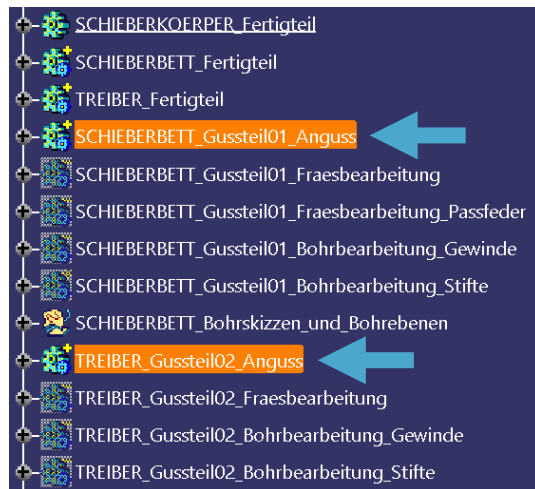 SCHIEBERKOERPER_Fertigteil
SCHIEBERBETT_Fertigteil
TREIBER_Fertigteil
SCHIEBERBETT_Gussteil01_Anguss
SCHIEBERBETT_Gussteil01_Fraesbearbeitung
SCHIEBERBETT_Gussteil01_Fraesbearbeitung_Passfeder
SCHIEBERBETT_Gussteil01_Bohrbearbeitung_Gewinde
SCHIEBERBETT_Gussteil01_Bohrbearbeitung_Stifte
SCHIEBERBETT_Bohrskizzen_und_Bohrebenen
TREIBER_Gussteil02_Anguss
TREIBER_Gussteil02_Fraesbearbeitung
TREIBER_Gussteil02_Bohrbearbeitung_Gewinde
TREIBER_Gussteil02_Bohrbearbeitung_Stifte